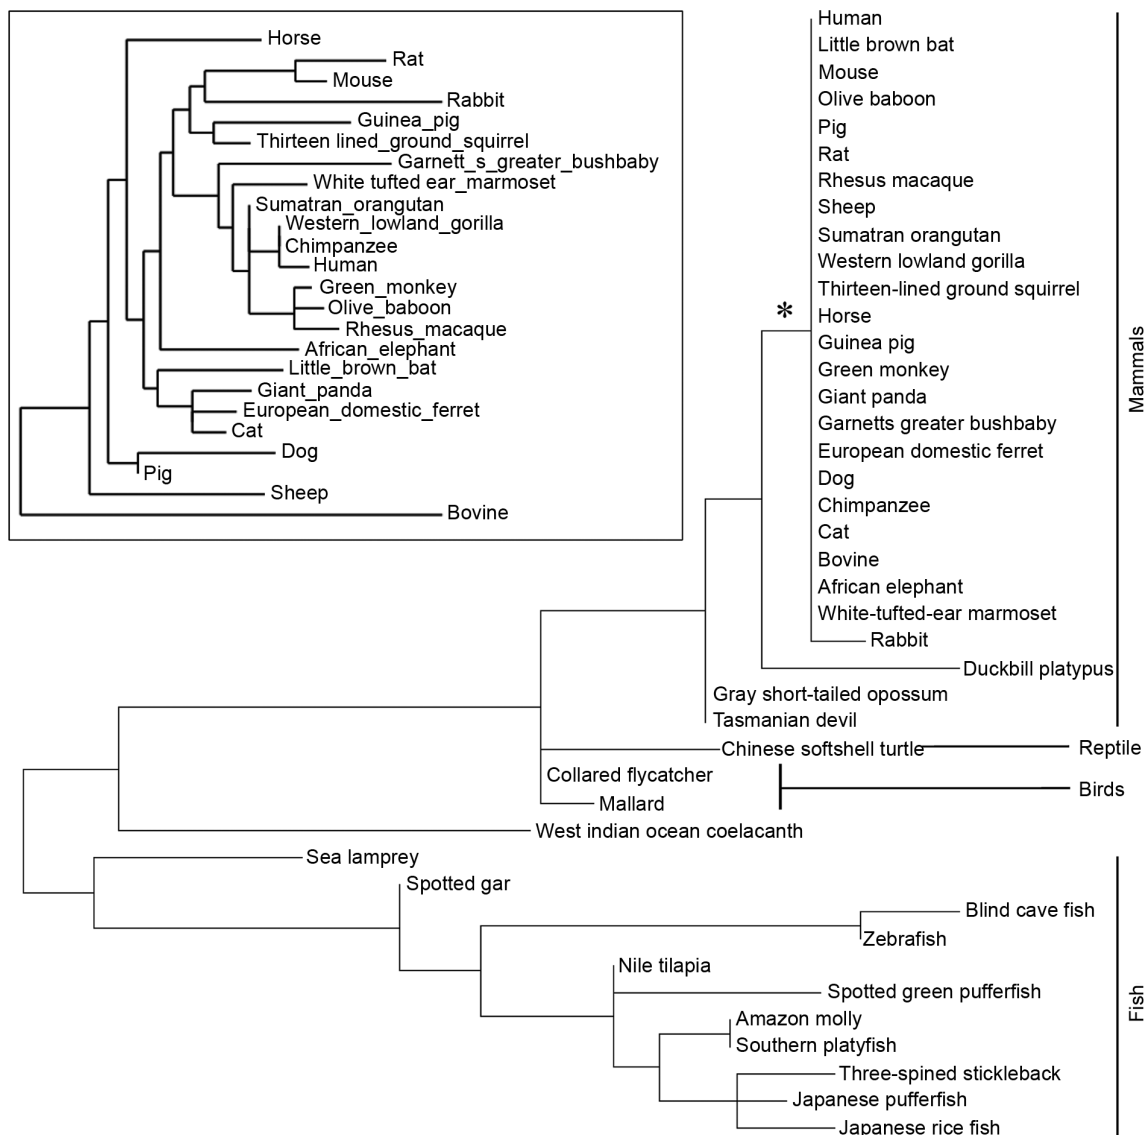 Horse
Rat
Mouse
Rabbit
Guinea_pig
Thirteen lined_ground_squirrel
Garnett_s_greater_bushbaby
White tufted ear_marmoset
Sumatran_orangutan
Western_lowland_gorilla
Chimpanzee
Human
Green_monkey
Olive_baboon
Rhesus_macaque
African_elephant
Little_brown_bat
Giant_panda
European_domestic_ferret
Cat
Dog
Pig
Sheep
Bovine
Human
Little brown bat
Mouse
Olive baboon
Pig
Rat
Rhesus macaque
Sheep
Sumatran orangutan
Western lowland gorilla
Thirteen-lined ground squirrel
*
Horse
Guinea pig
Green monkey
Giant panda
Garnetts greater bushbaby
European domestic ferret
Dog
Chimpanzee
Cat
Bovine
African elephant
White-tufted-ear marmoset
Rabbit
Duckbill platypus
Gray short-tailed opossum
Tasmanian devil
Mammals
Chinese softshell turtle
Reptile
Collared flycatcher
Mallard
Birds
West indian ocean coelacanth
Sea lamprey
Spotted gar
Blind cave fish
Zebrafish
Nile tilapia
Spotted green pufferfish
Amazon molly
Southern platyfish
Three-spined stickleback
Japanese pufferfish
Japanese rice fish
Fish